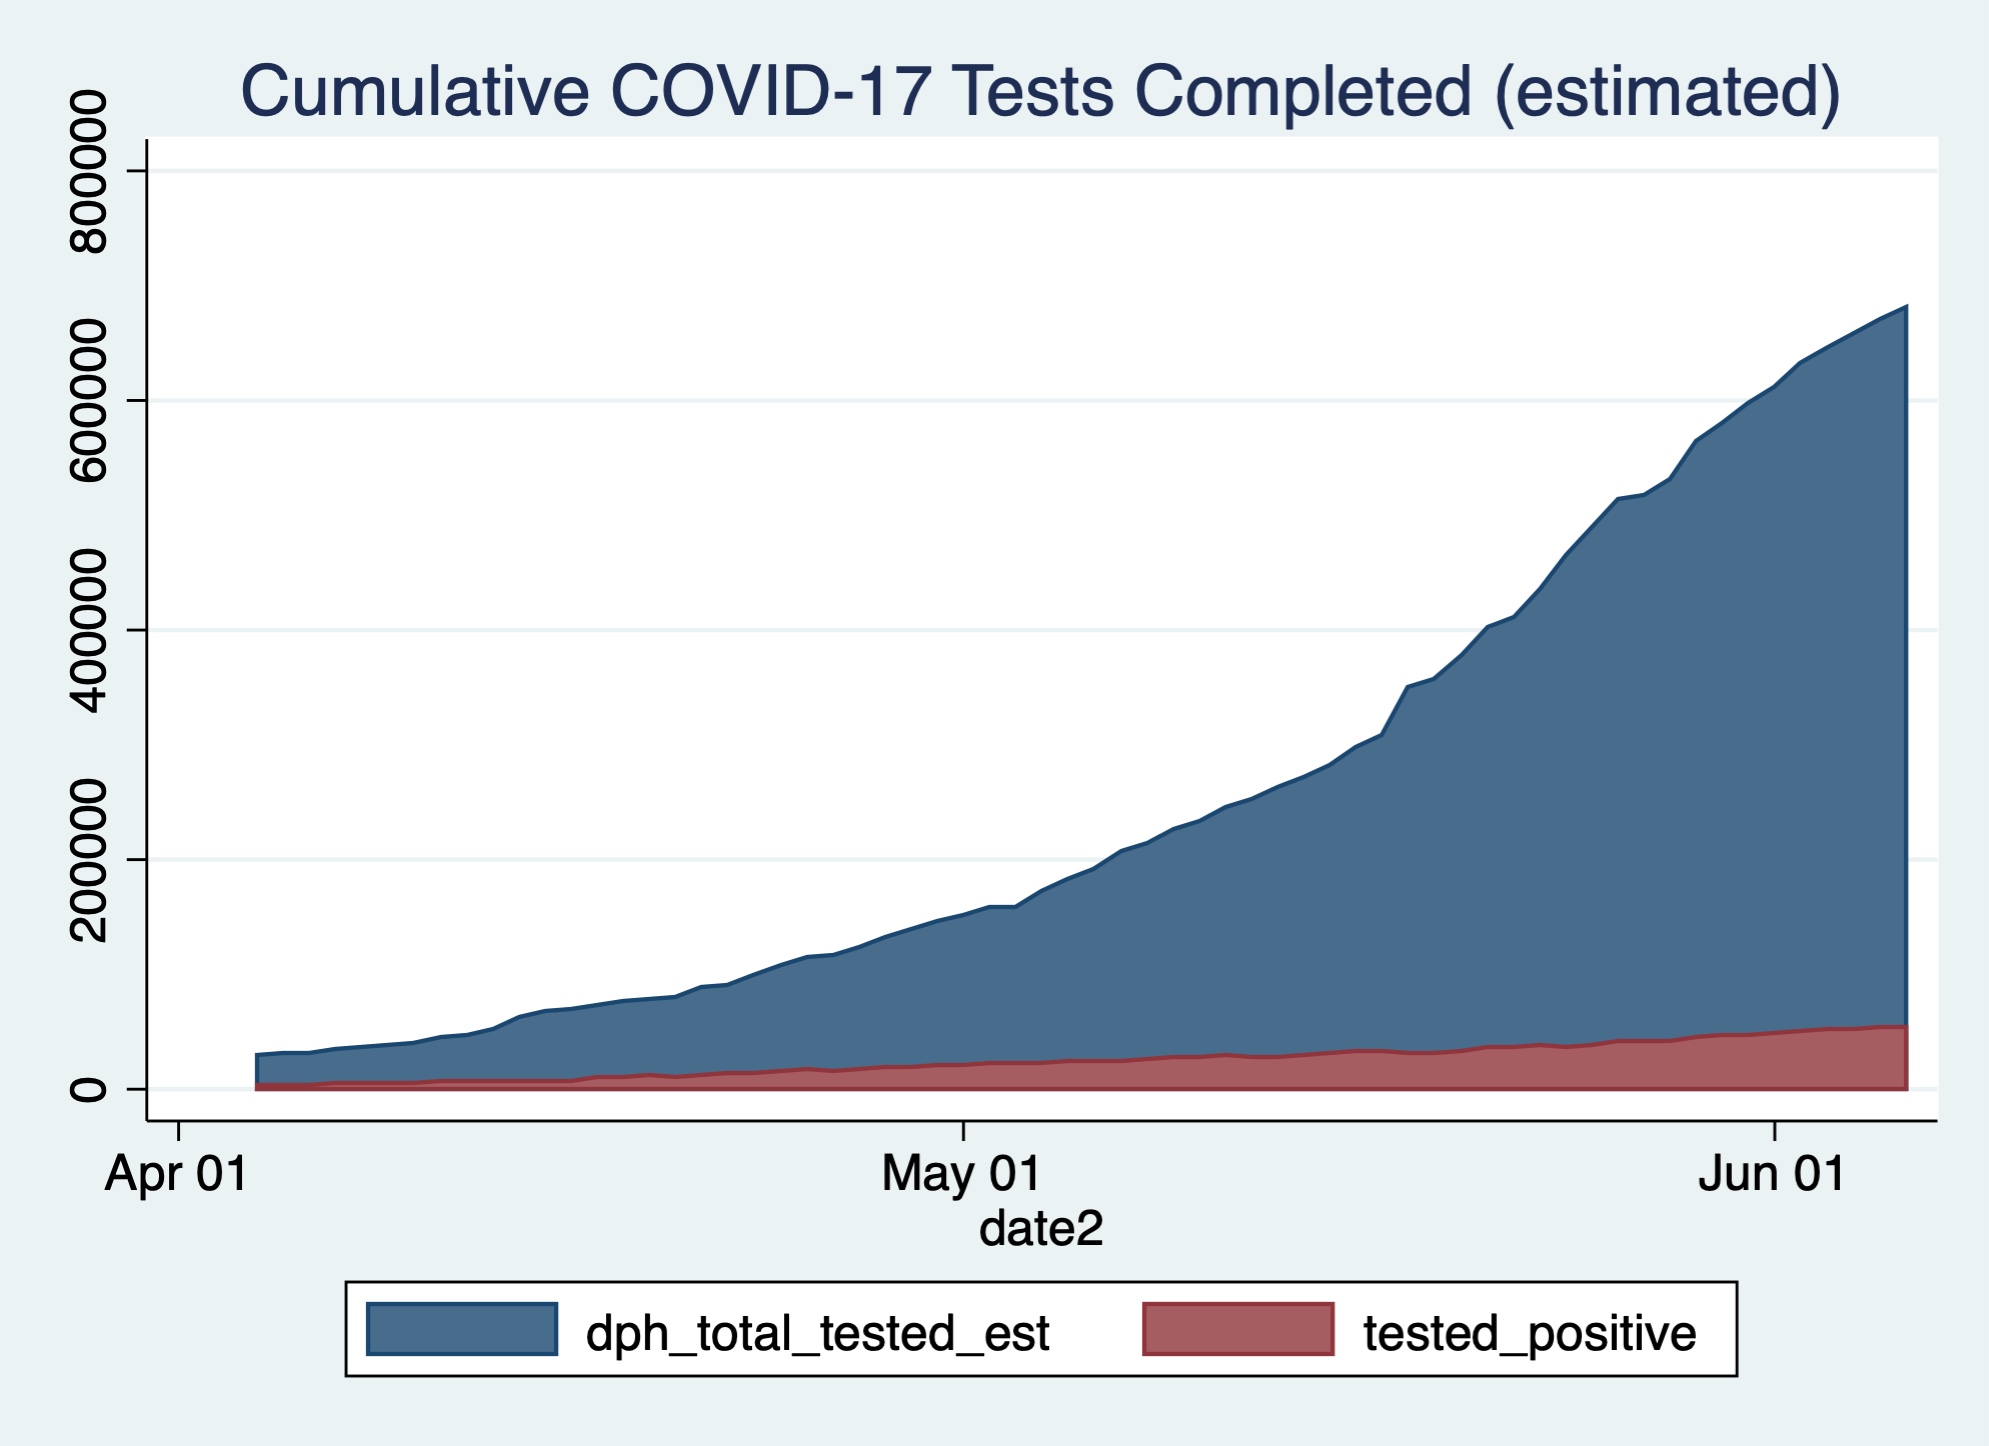 Cumulative COVID-17 Tests Completed (estimated)
800000
600000
400000
200000
0
Apr 01 May 01 Jun 01
date2
dph_total_tested_est tested_positive